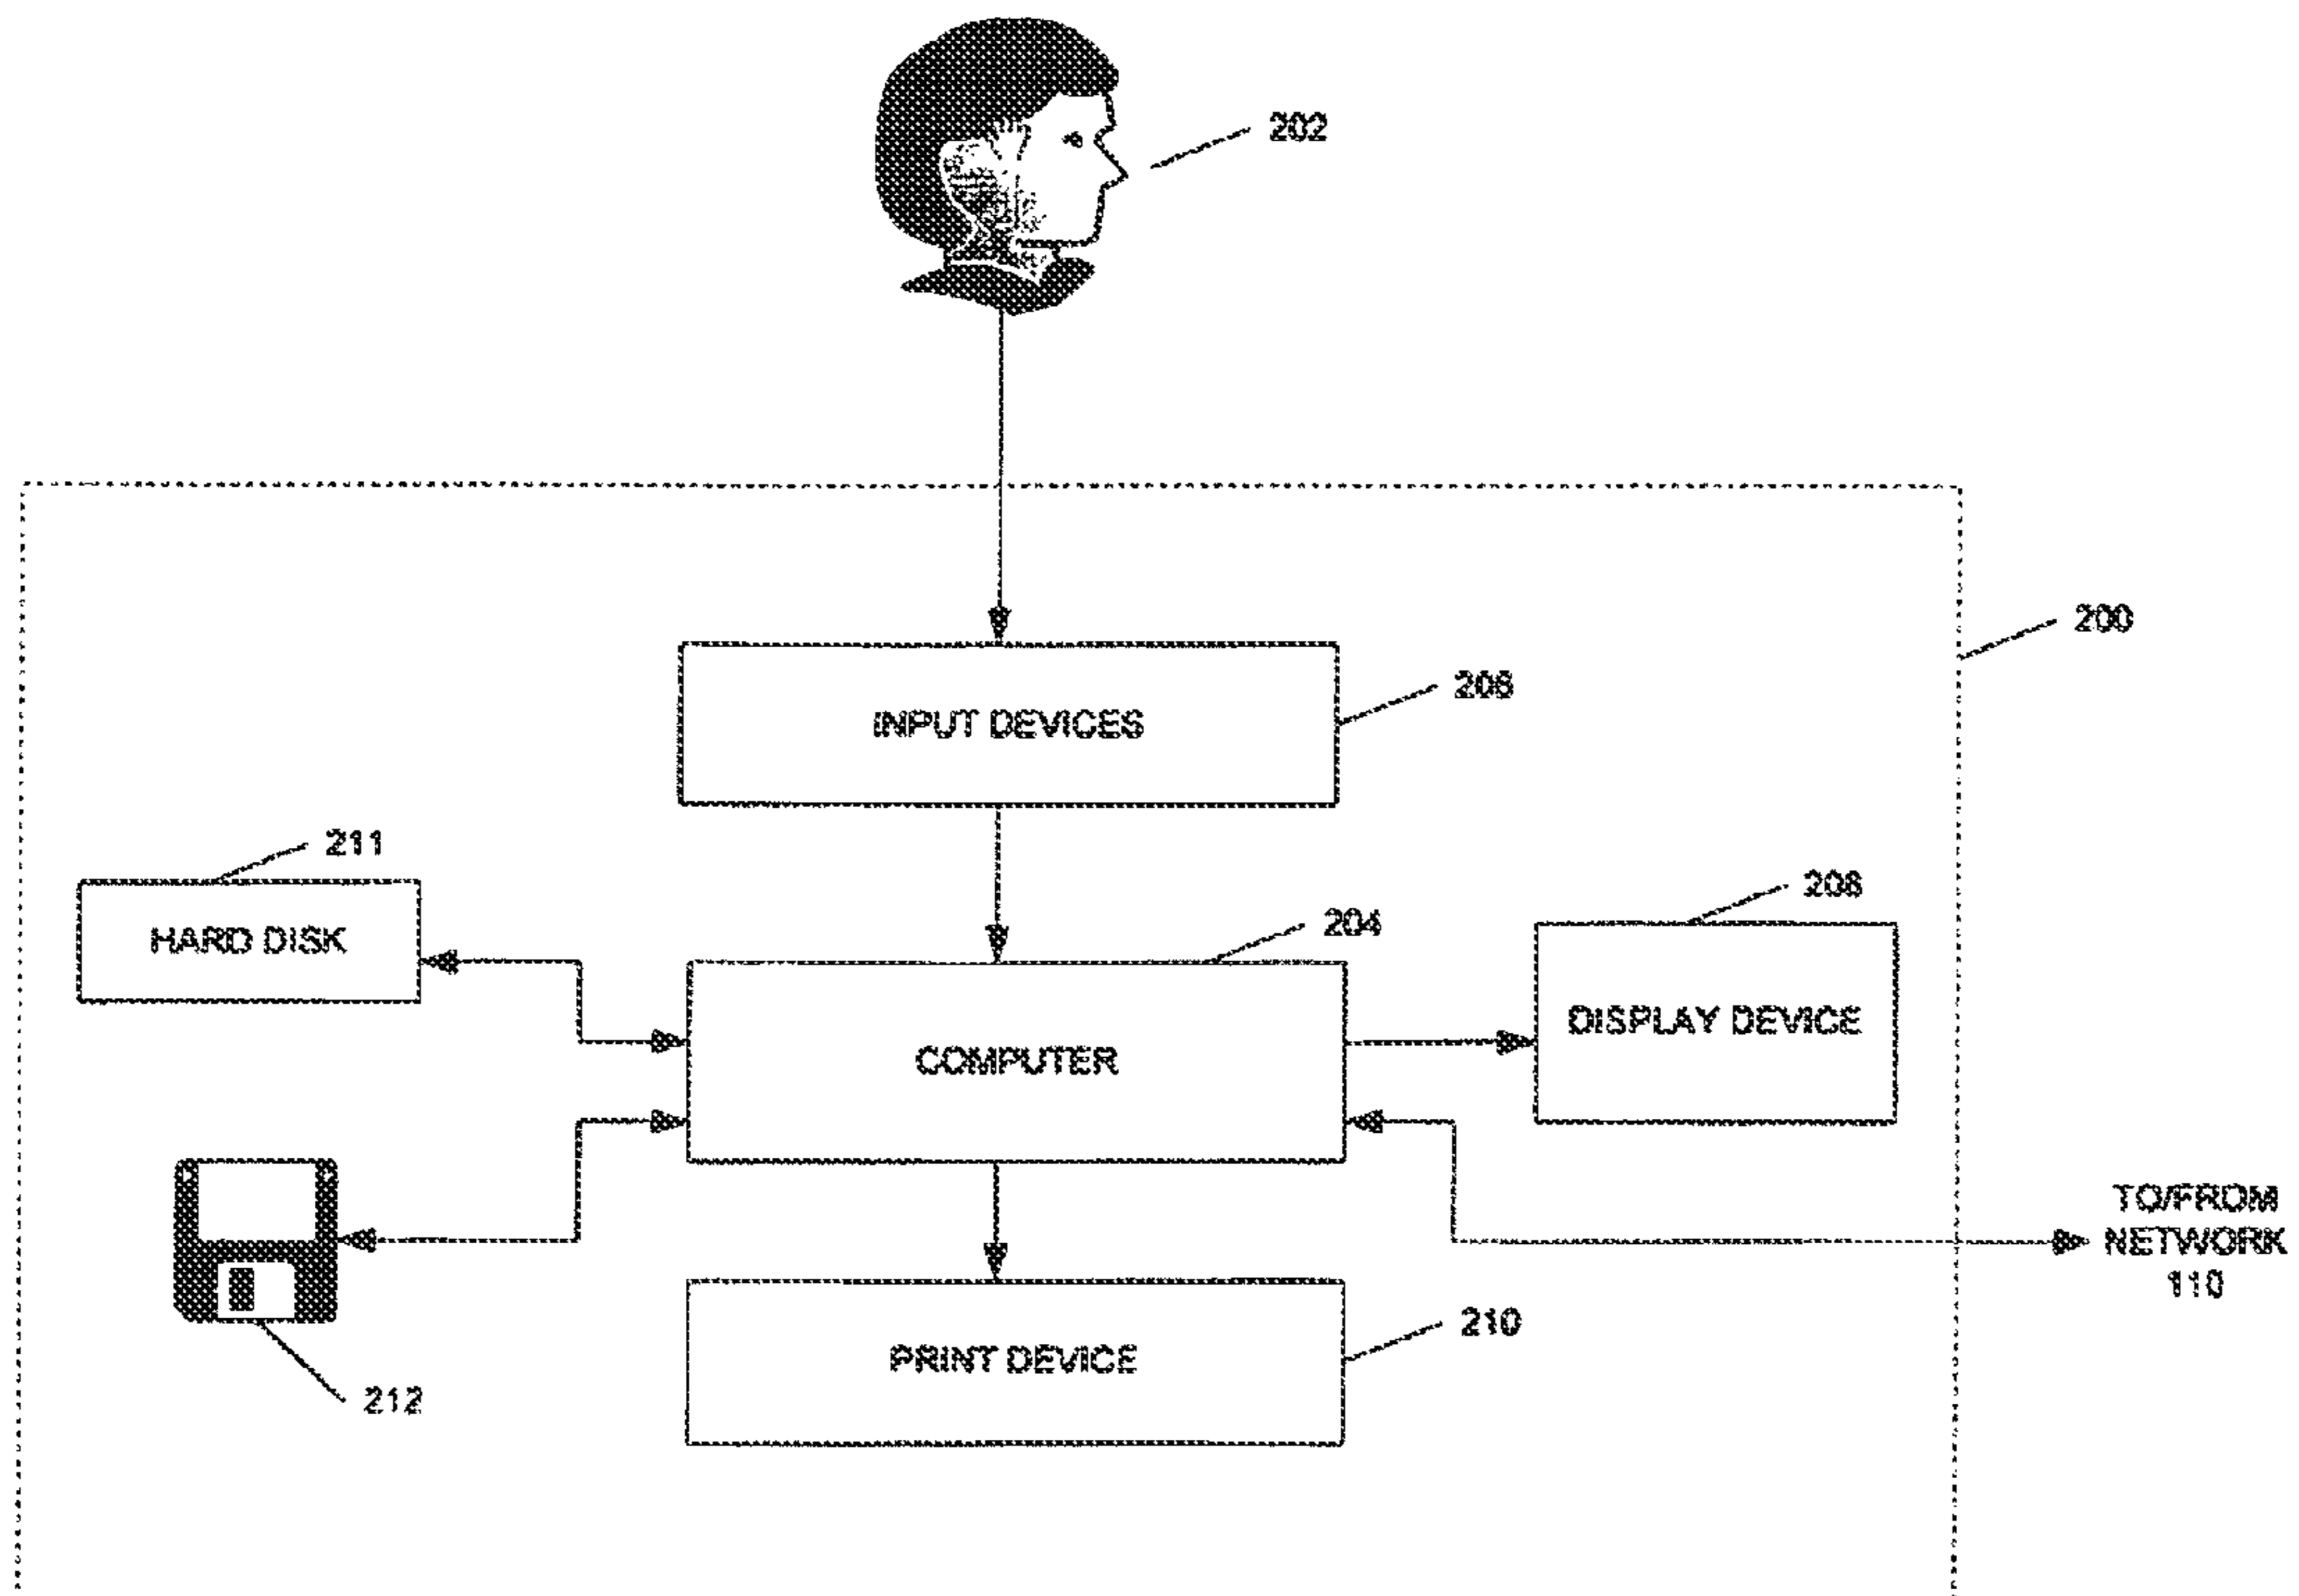 202
200
206
INPUT DEVICES
211
208
204
HARD DISK
DISPLAY DEVICE
COMPUTER
TO/FROM
NETWORK
110
210
PRINT DEVICE
212